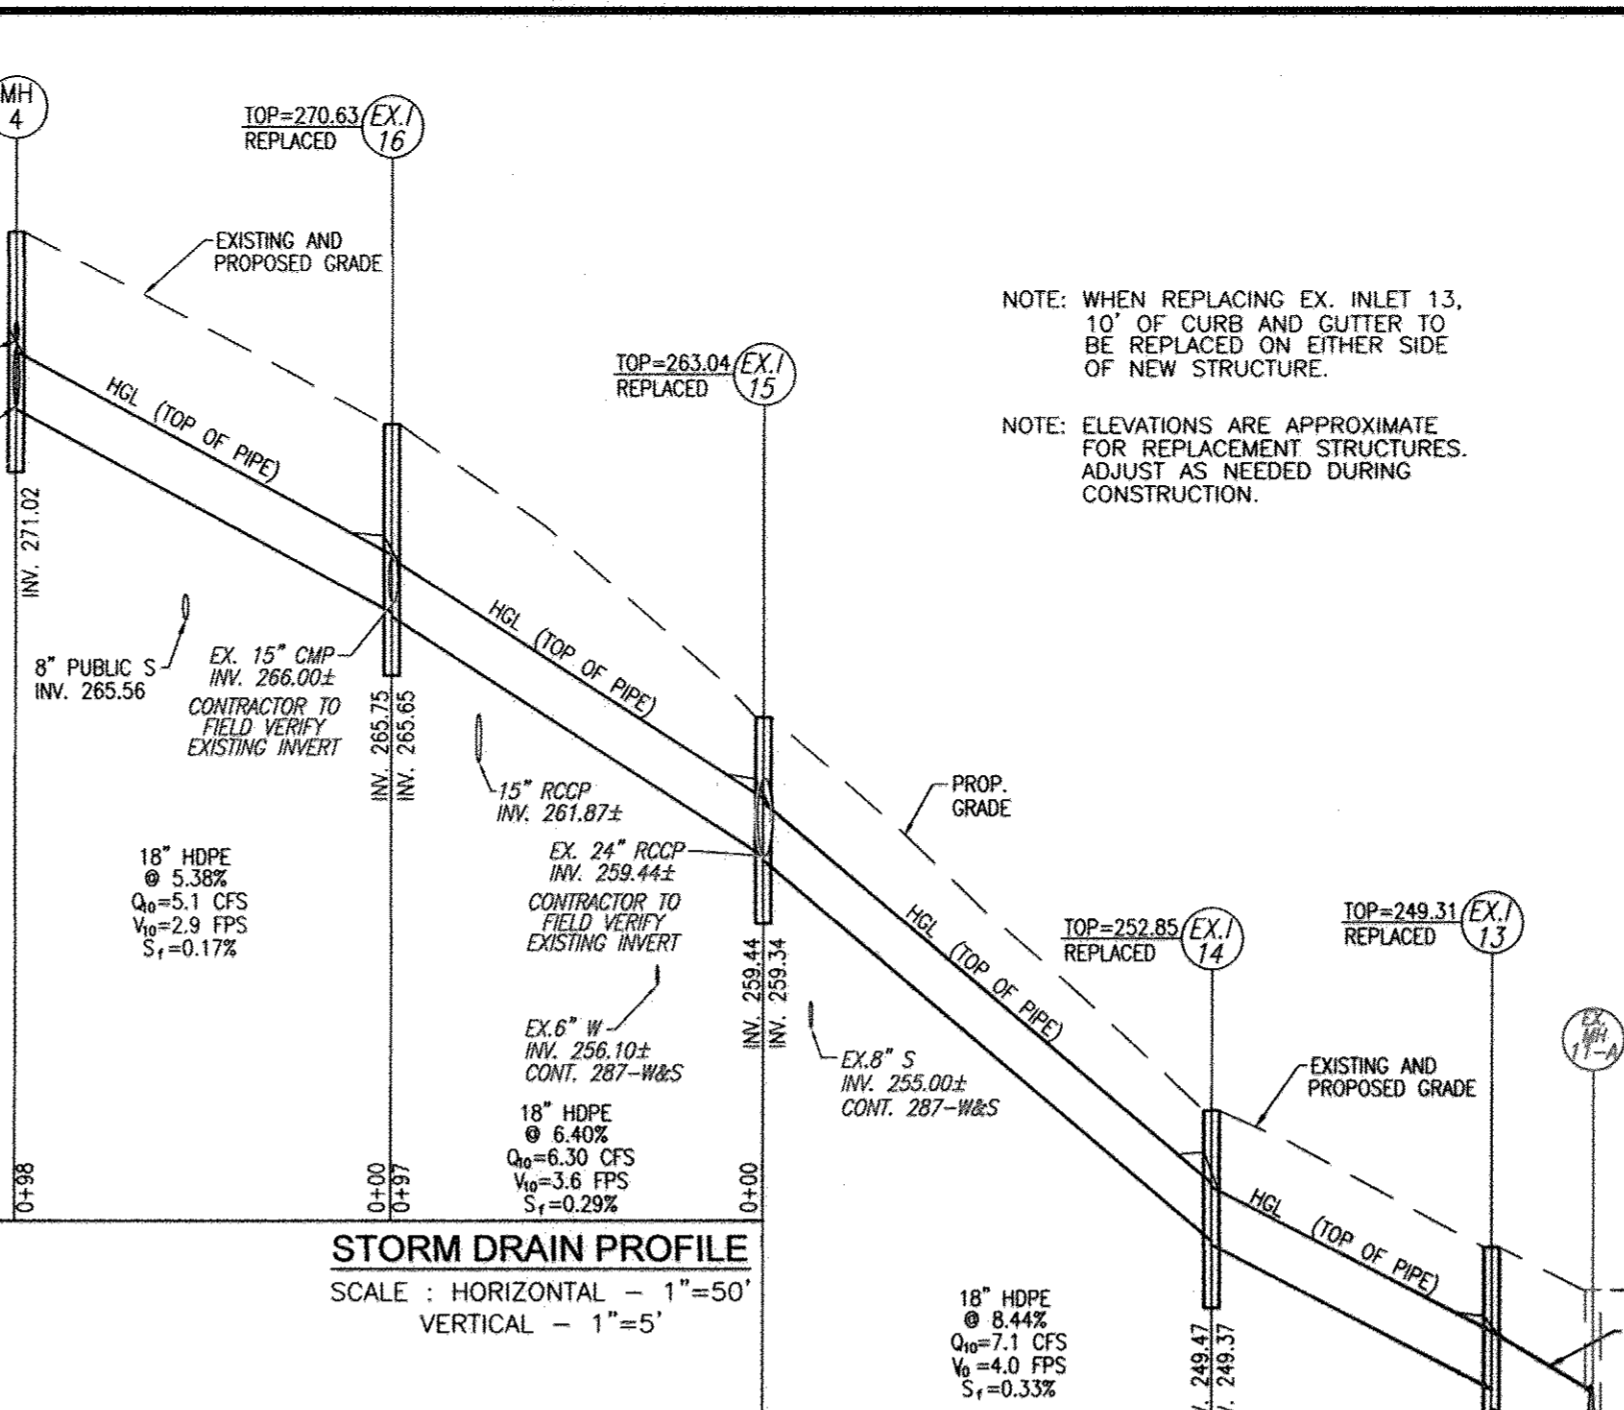 MH
4
TOP=270.63
REPLACED
EX.I
16
EXISTING AND
PROPOSED GRADE
HGL (TOP OF PIPE)
INV. 271.02
8" PUBLIC S
INV. 265.56
EX. 15" CMP
INV. 266.00±
CONTRACTOR TO
FIELD VERIFY
EXISTING INVERT
INV. 265.75
INV. 265.65
18" HDPE
@ 5.38%
Q10=5.1 CFS
V10=2.9 FPS
Sf=0.17%
0+98
0+00
0+97
TOP=263.04
REPLACED
EX.I
15
HGL (TOP OF PIPE)
15" RCCP
INV. 261.87±
EX. 24" RCCP
INV. 259.44±
CONTRACTOR TO
FIELD VERIFY
EXISTING INVERT
INV. 259.44
INV. 259.34
EX.6" W
INV. 256.10±
CONT. 287-W&S
18" HDPE
@ 6.40%
Q10=6.30 CFS
V10=3.6 FPS
Sf=0.29%
0+00
STORM DRAIN PROFILE
SCALE : HORIZONTAL - 1"=50'
VERTICAL - 1"=5'
NOTE: WHEN REPLACING EX. INLET 13,
10' OF CURB AND GUTTER TO
BE REPLACED ON EITHER SIDE
OF NEW STRUCTURE.
NOTE: ELEVATIONS ARE APPROXIMATE
FOR REPLACEMENT STRUCTURES.
ADJUST AS NEEDED DURING
CONSTRUCTION.
PROP.
GRADE
HGL (TOP OF PIPE)
EX.8" S
INV. 255.00±
CONT. 287-W&S
TOP=252.85
REPLACED
EX.I
14
TOP=249.31
REPLACED
EX.I
13
EX.
MH
11-A
EXISTING AND
PROPOSED GRADE
HGL (TOP OF PIPE)
18" HDPE
@ 8.44%
Q10=7.1 CFS
V0 =4.0 FPS
Sf=0.33%
249.47
249.37